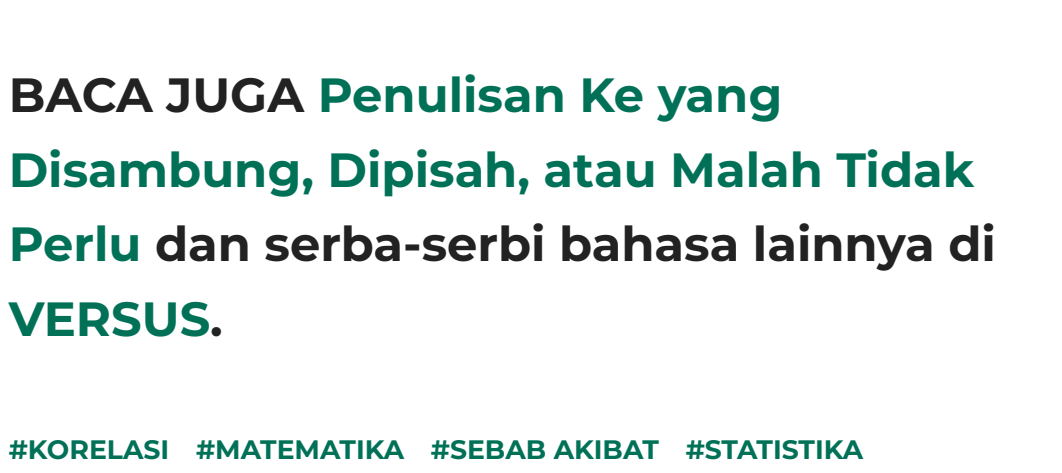 BACA JUGA Penulisan Ke yang
Disambung, Dipisah, atau Malah Tidak
Perlu dan serba-serbi bahasa lainnya di
VERSUS.
#KORELASI #MATEMATIKA #SEBAB AKIBAT #STATISTIKA